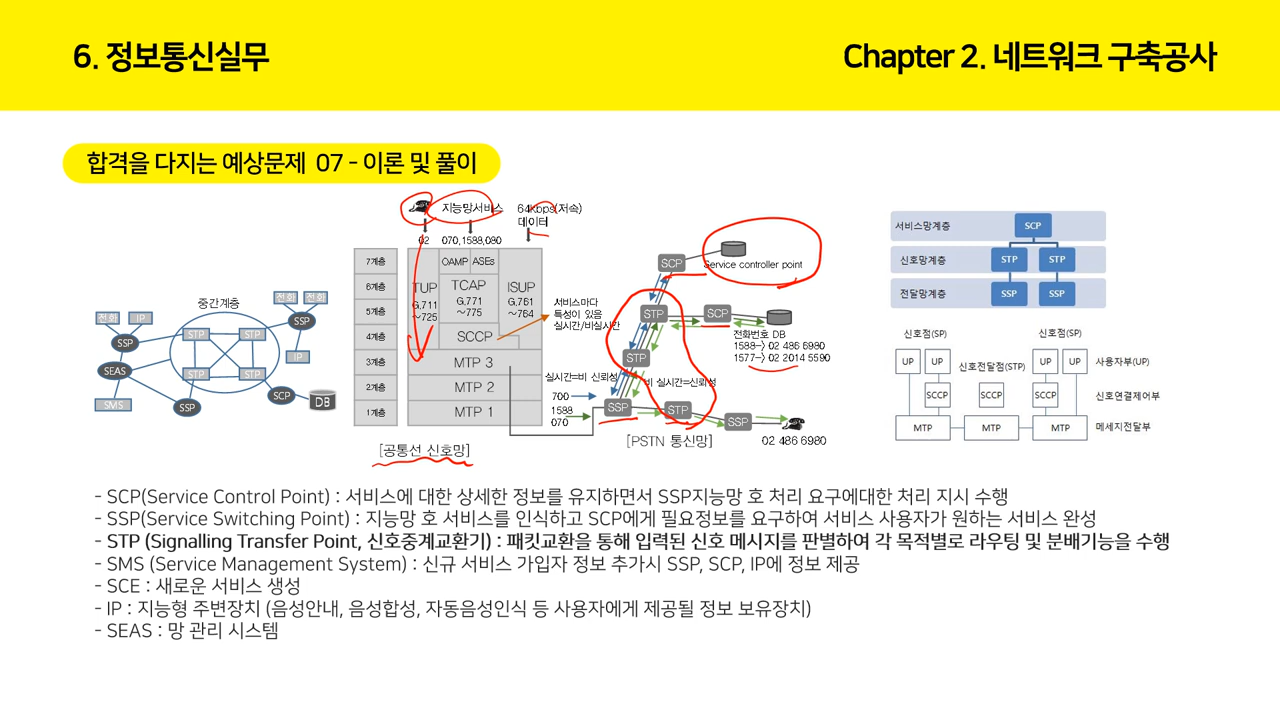 6. 정보통신실무
Chapter 2. 네트워크 구축공사
합격을 다지는 예상문제 07 - 이론 및 풀이
중간계층
전화
IP
전화
전화
SSP
SSP
STP
STP
STP
STP
IP
SEAS
SMS
SSP
SCP
DB
지능망서비스
64Kbps(저속)
데이터
02
070,1588,080
7계층
6계층
5계층
4계층
3계층
2계층
1계층
TUP
G.711
~725
OAMP
ASEs
TCAP
G.771
~775
ISUP
G.761
~764
SCCP
MTP 3
MTP 2
MTP 1
[공통선 신호망]
서비스마다
특성이 있음
실시간/비실시간
실시간=비 신뢰성
700
1588
070
SCP
Service controller point
STP
SCP
전화번호 DB
1588-> 02 486 6980
1577-> 02 2014 5590
STP
비 실시간=신뢰성
SSP
STP
SSP
02 486 6980
[PSTN 통신망]
서비스망계층
SCP
신호망계층
STP
STP
전달망계층
SSP
SSP
신호점(SP)
신호점(SP)
신호전달점(STP)
UP
UP
UP
UP
사용자부(UP)
SCCP
SCCP
SCCP
신호연결제어부
MTP
MTP
MTP
메세지전달부
- SCP(Service Control Point) : 서비스에 대한 상세한 정보를 유지하면서 SSP지능망 호 처리 요구에대한 처리 지시 수행
- SSP(Service Switching Point) : 지능망 호 서비스를 인식하고 SCP에게 필요정보를 요구하여 서비스 사용자가 원하는 서비스 완성
- STP (Signalling Transfer Point, 신호중계교환기) : 패킷교환을 통해 입력된 신호 메시지를 판별하여 각 목적별로 라우팅 및 분배기능을 수행
- SMS (Service Management System) : 신규 서비스 가입자 정보 추가시 SSP, SCP, IP에 정보 제공
- SCE : 새로운 서비스 생성
- IP : 지능형 주변장치 (음성안내, 음성합성, 자동음성인식 등 사용자에게 제공될 정보 보유장치)
- SEAS : 망 관리 시스템